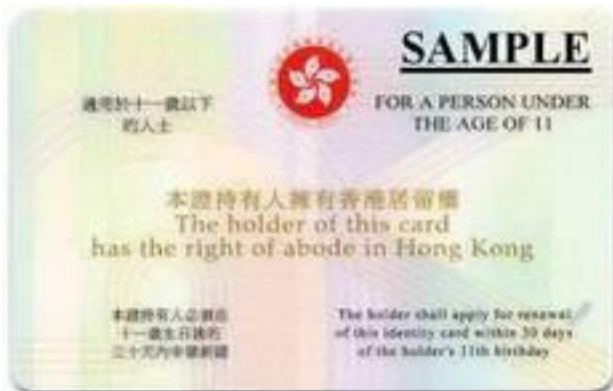 SAMPLE
適用於十一歲以下
的人士
FOR A PERSON UNDER
THE AGE OF 11
本證持有人擁有香港居留權
The holder of this card
has the right of abode in Hong Kong
本證持有人必須在
十一歲生日後的
三十天內申請新證
The holder shall apply for renewal
of this identity card within 30 days
of the holder's 11th birthday